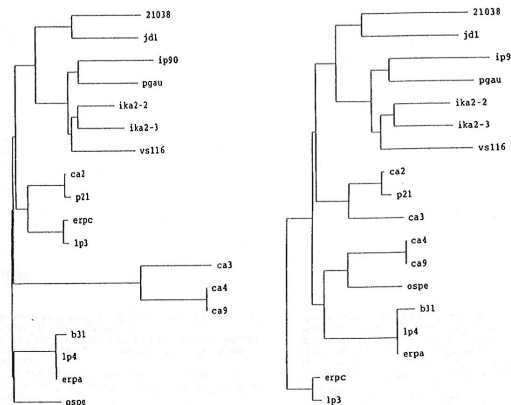 21038
jd1
ip90
pgau
ika2-2
ika2-3
vs116
ca2
p21
erpc
lp3
ca3
ca4
ca9
b31
lp4
erpa
ospe
21038
jd1
ip9
pgau
ika2-2
ika2-3
vs116
ca2
p21
ca3
ca4
ca9
ospe
b31
lp4
erpa
erpc
lp3